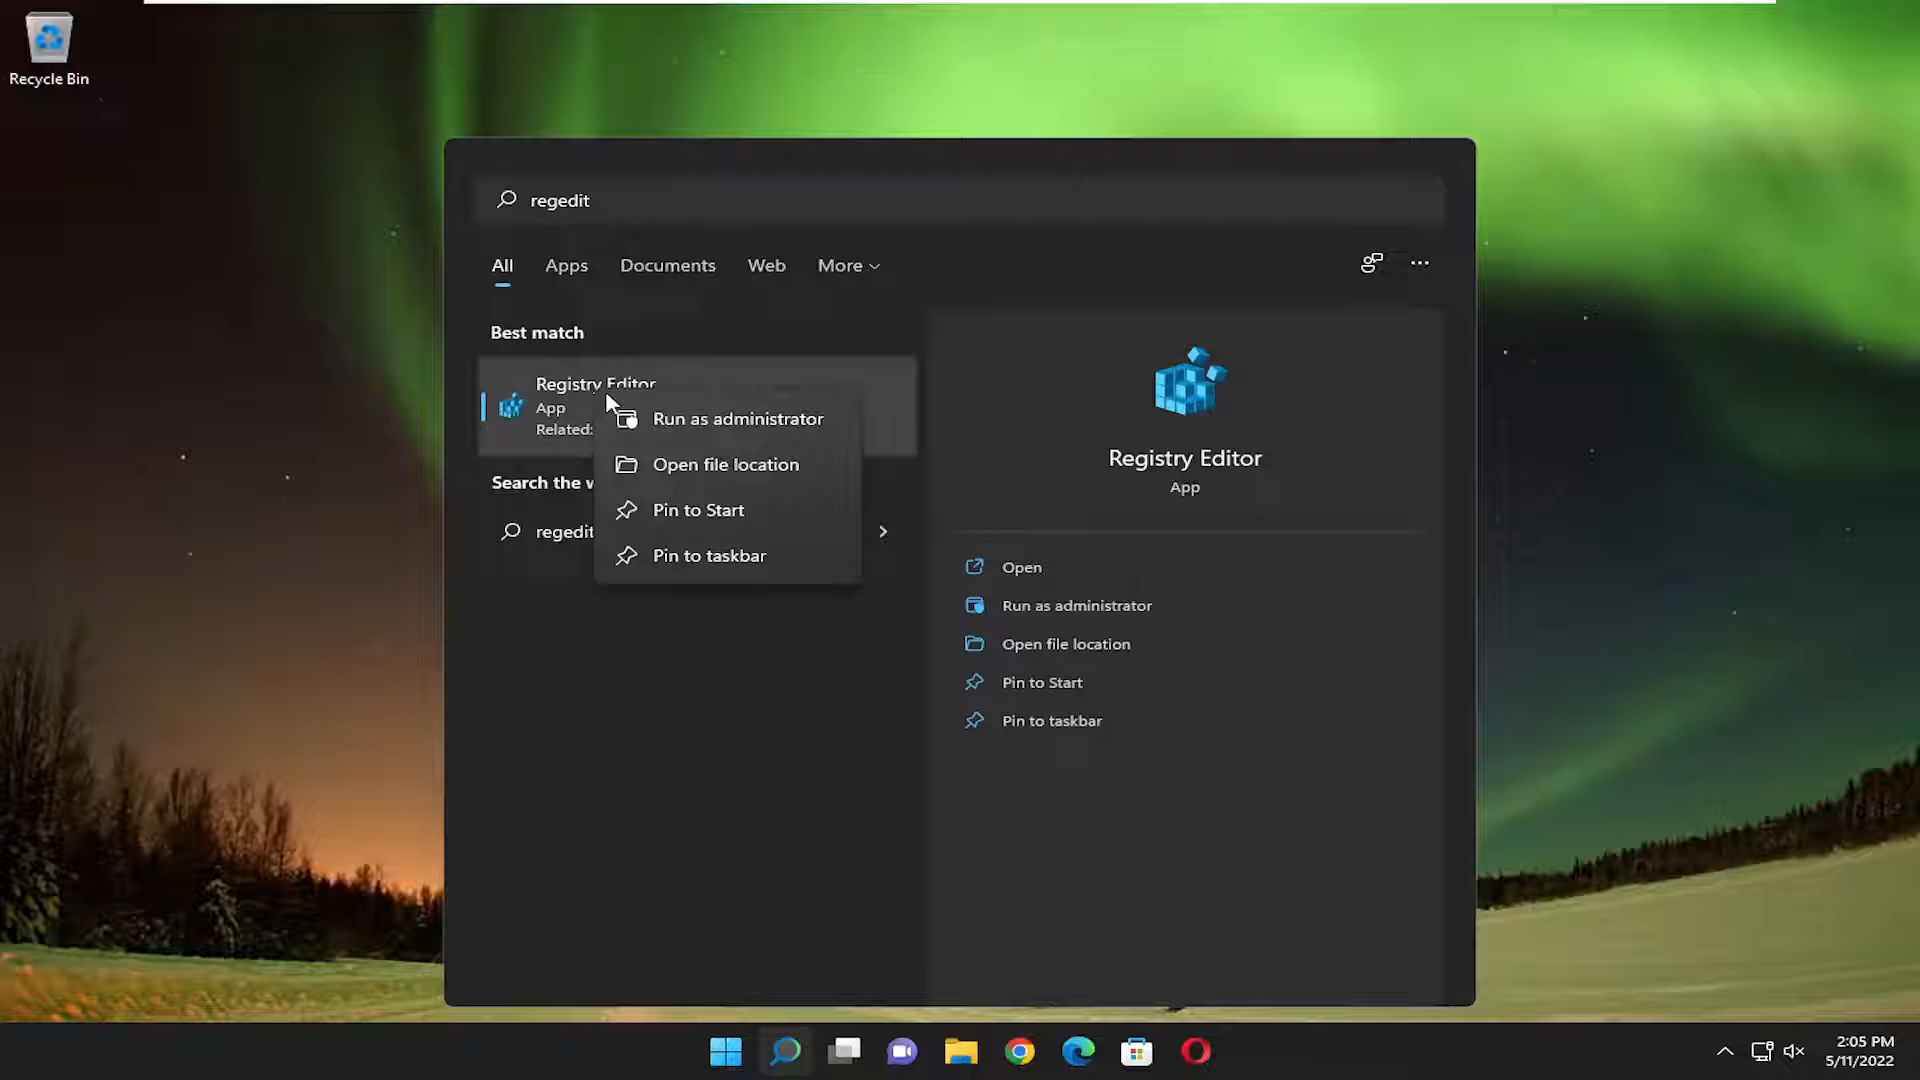 Recycle Bin
regedit
All Apps Documents Web More
Best match
Registry Editor
App
Related:
Run as administrator
Open file location
Pin to Start
Pin to taskbar
Search the w
regedit
Registry Editor
App
Open
Run as administrator
Open file location
Pin to Start
Pin to taskbar
2:05 PM
5/11/2022